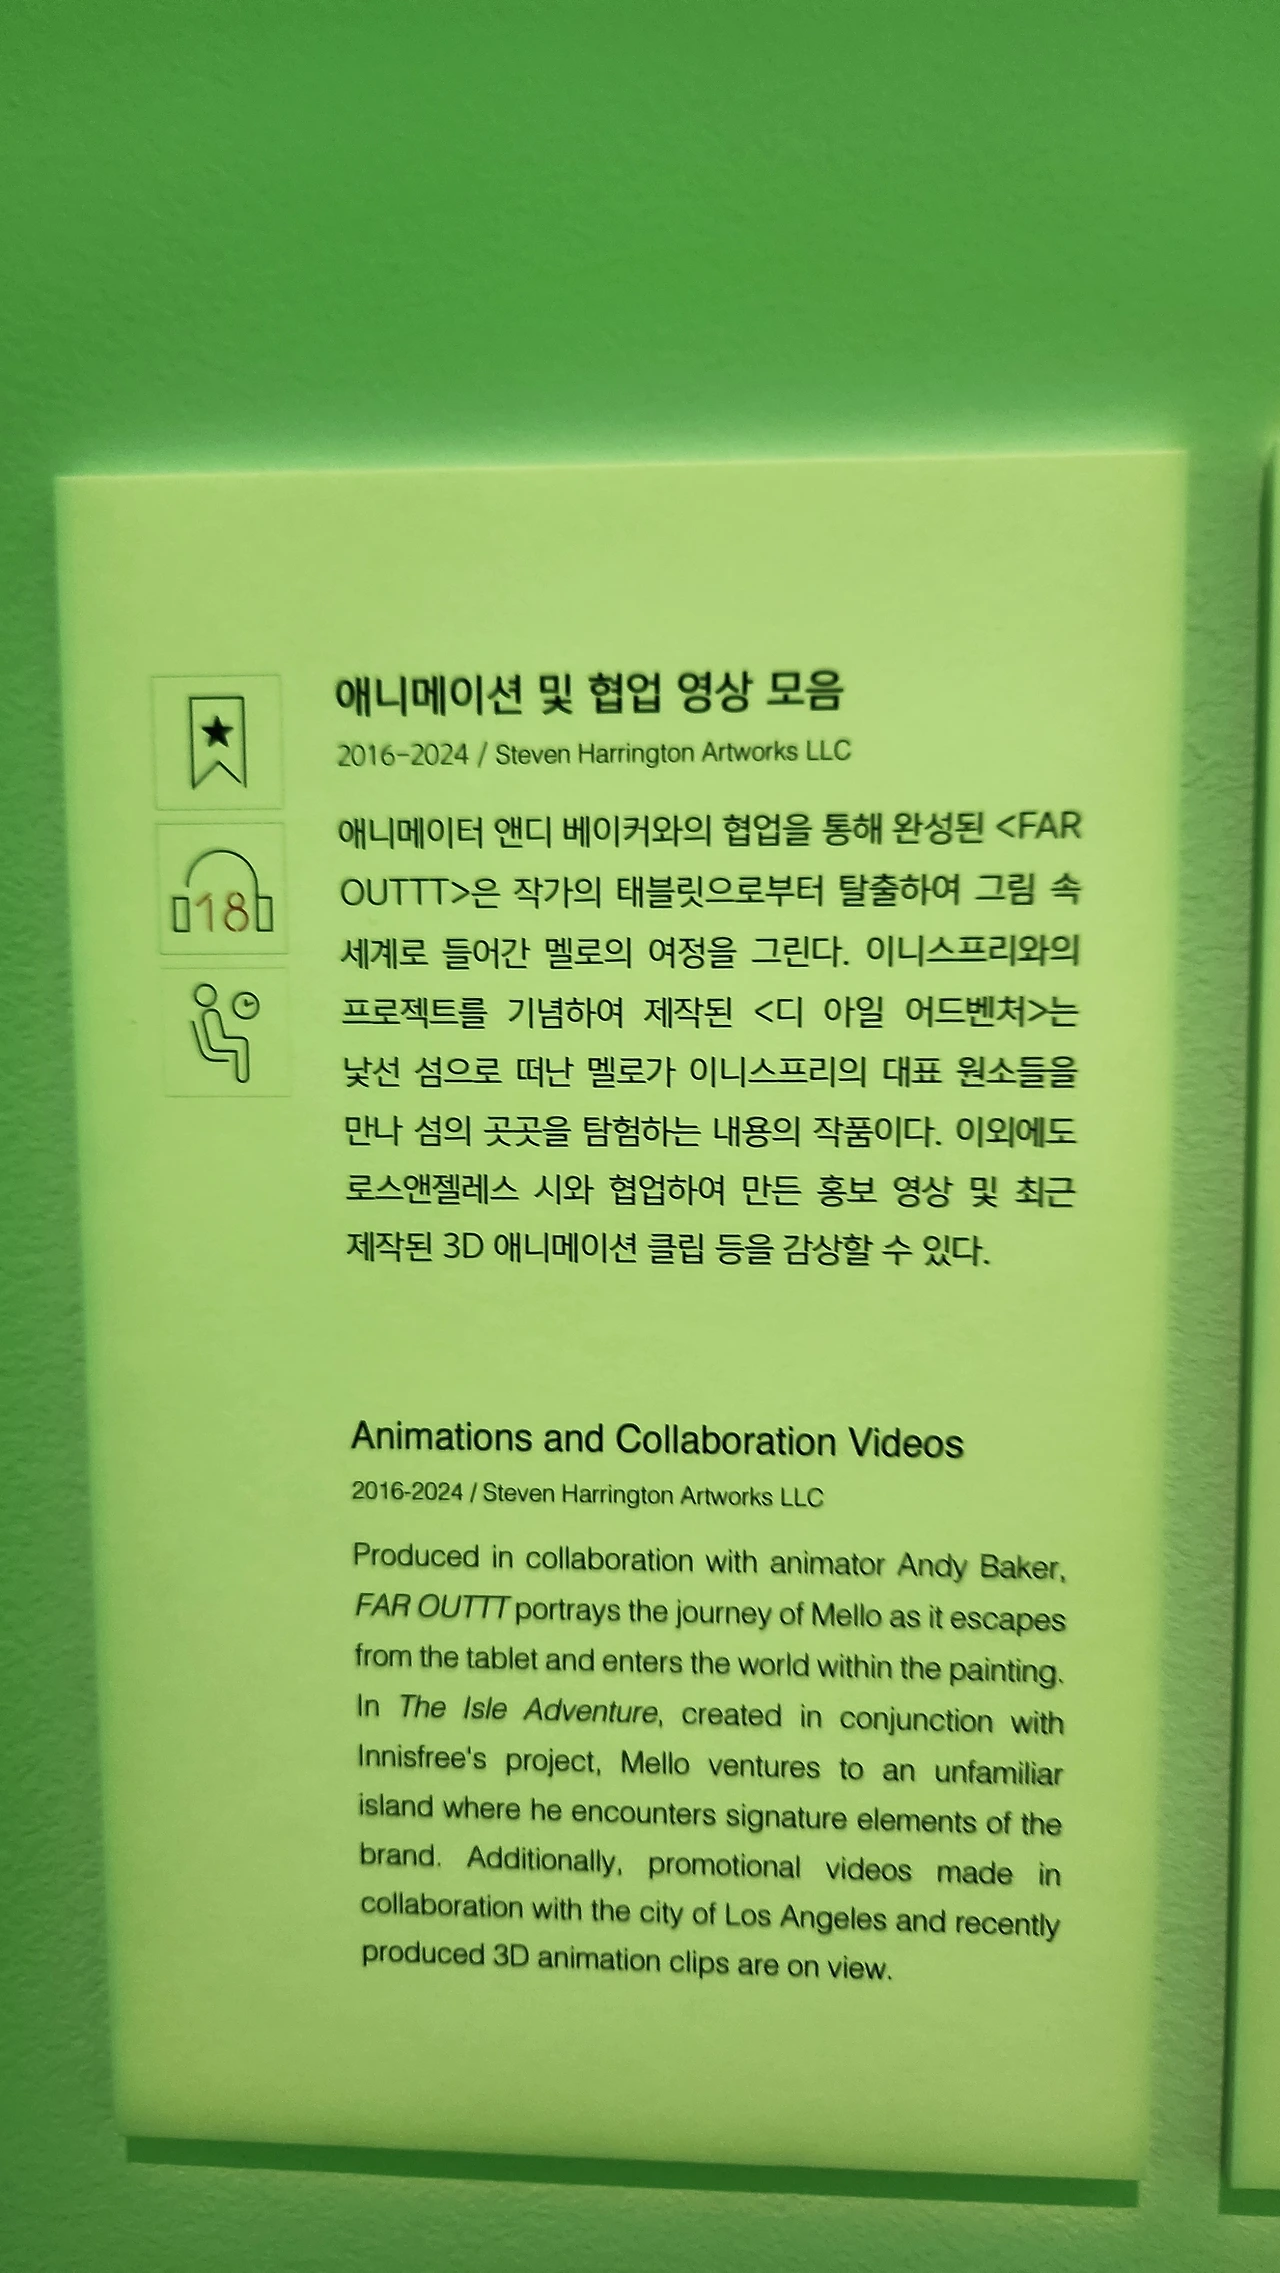 애니메이션 및 협업 영상 모음
2016-2024 / Steven Harrington Artworks LLC
애니메이터 앤디 베이커와의 협업을 통해 완성된 <FAR
OUTTT>은 작가의 태블릿으로부터 탈출하여 그림 속
세계로 들어간 멜로의 여정을 그린다. 이니스프리와의
18
프로젝트를 기념하여 제작된 <디 아일 어드벤처>는
낯선 섬으로 떠난 멜로가 이니스프리의 대표 원소들을
만나 섬의 곳곳을 탐험하는 내용의 작품이다. 이외에도
로스앤젤레스 시와 협업하여 만든 홍보 영상 및 최근
제작된 3D 애니메이션 클립 등을 감상할 수 있다.
Animations and Collaboration Videos
2016-2024 / Steven Harrington Artworks LLC
Produced in collaboration with animator Andy Baker,
FAR OUTTT portrays the journey of Mello as it escapes
from the tablet and enters the world within the painting.
In The Isle Adventure, created in conjunction with
Innisfree's project, Mello ventures to an unfamiliar
island where he encounters signature elements of the
brand. Additionally, promotional videos made in
collaboration with the city of Los Angeles and recently
produced 3D animation clips are on view.